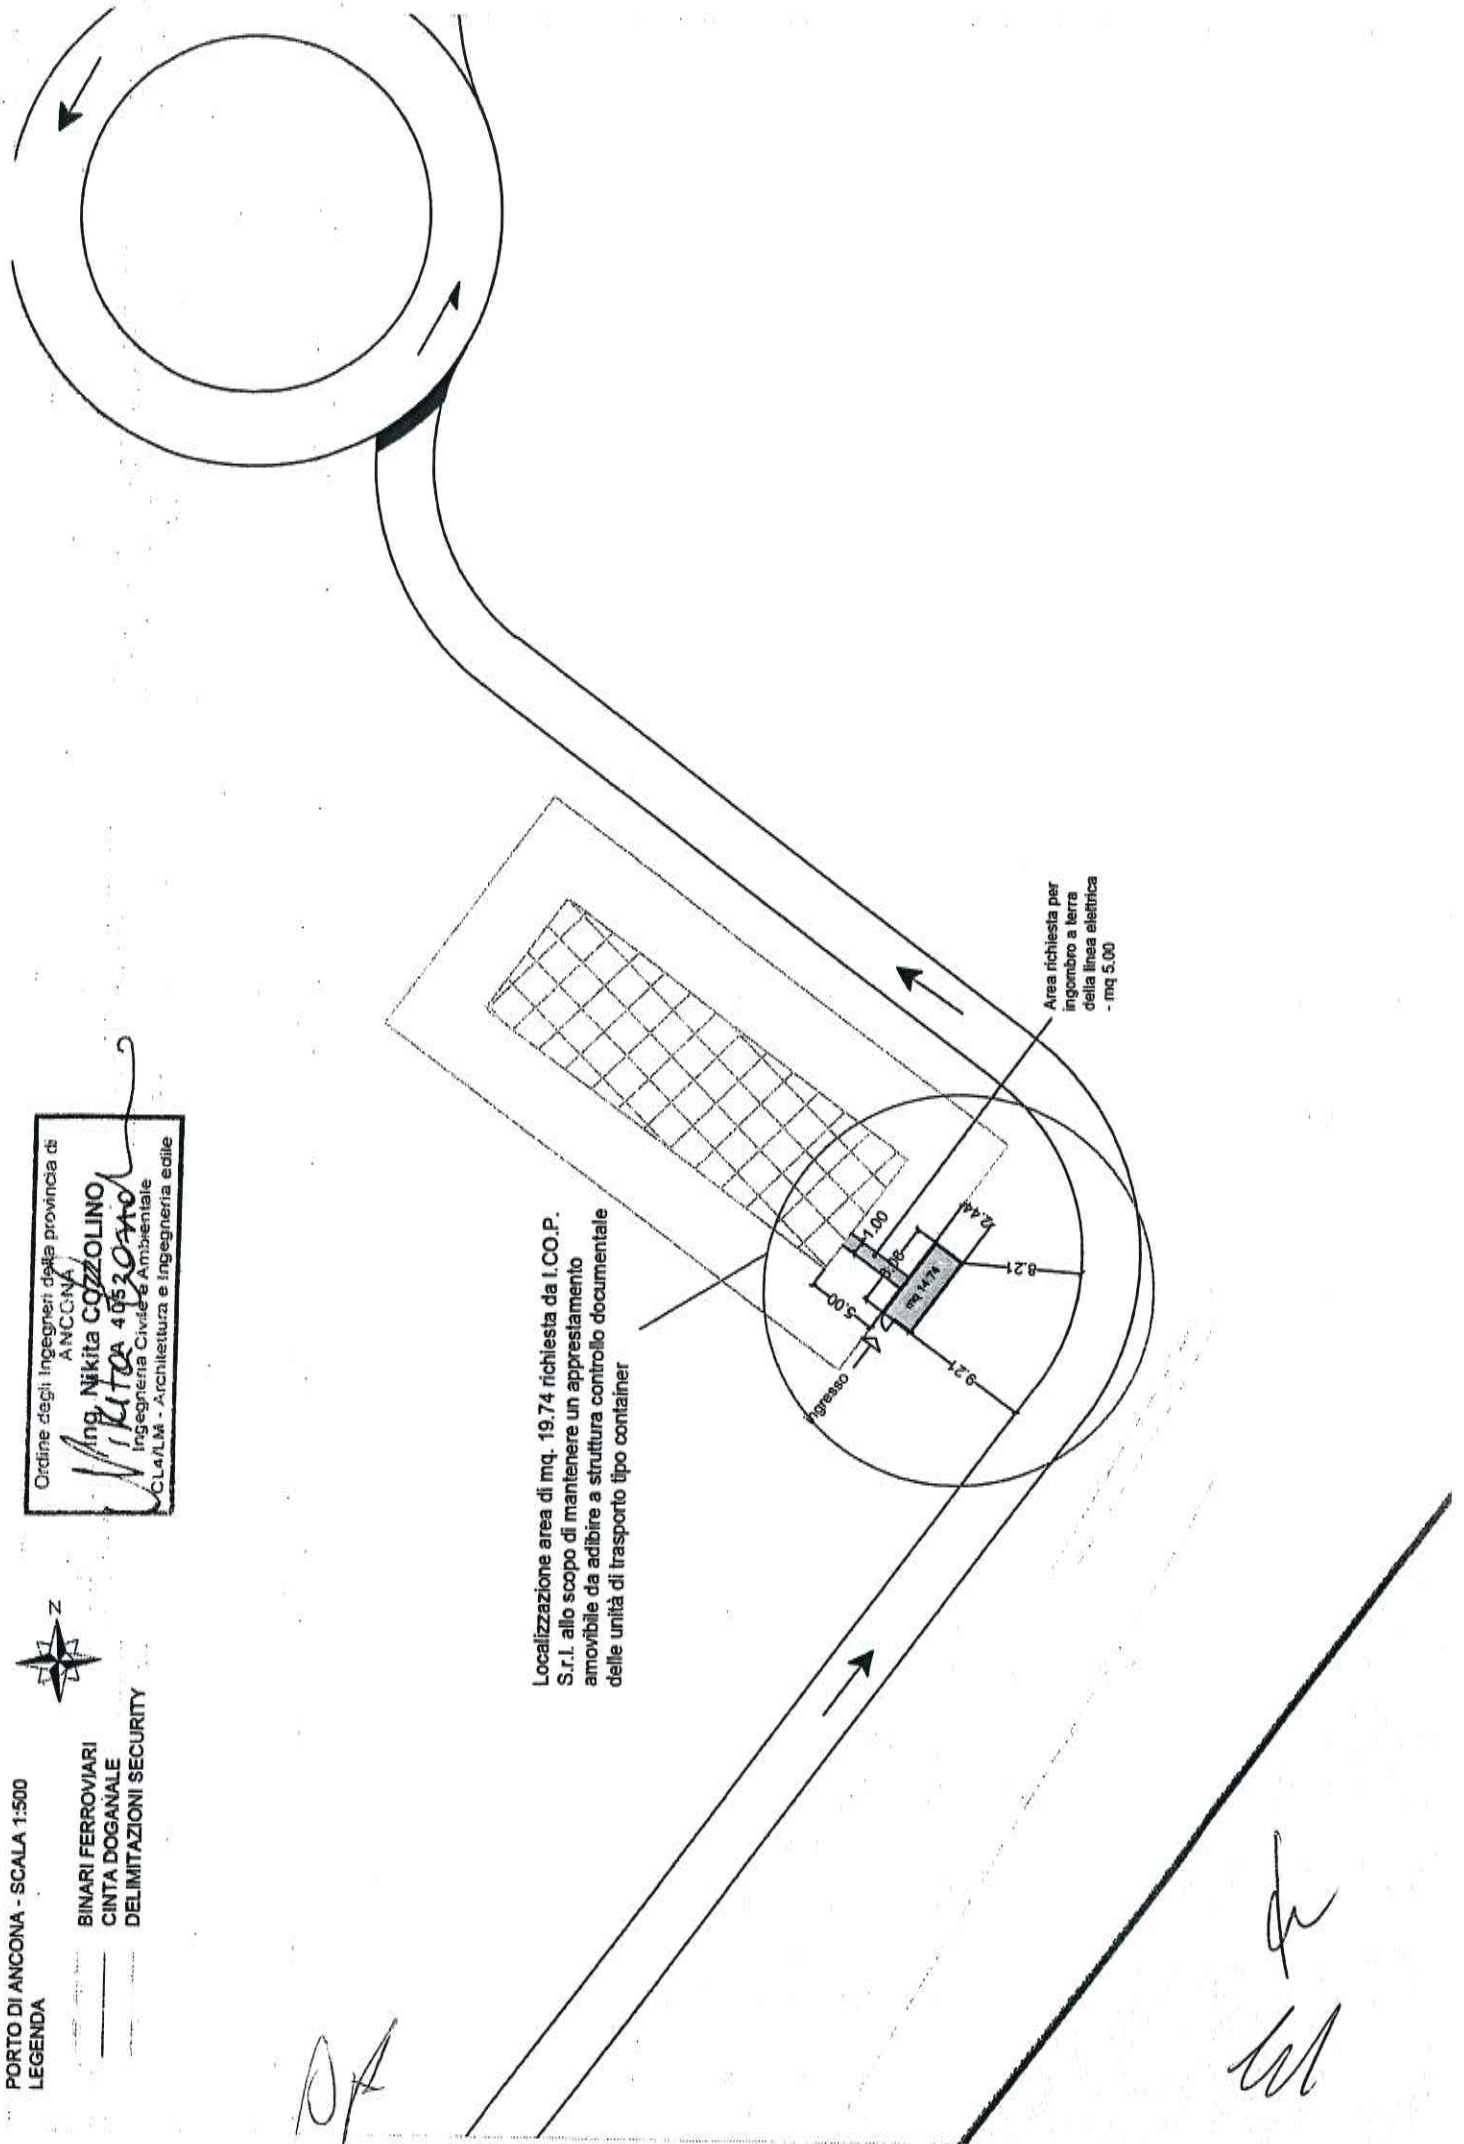 PORTO DI ANCONA - SCALA 1:500
LEGENDA
BINARI FERROVIARI
CINTA DOGANALE
DELIMITAZIONI SECURITY
N
Ordine degli Ingegneri della provincia di
ANCONA
Ing. Nikita COZZOLINO
A 4053
Ingegneria Civile e Ambientale
CL4/LM - Architettura e Ingegneria edile
Localizzazione area di mq. 19.74 richiesta da I.CO.P.
S.r.l. allo scopo di mantenere un apprestamento
amovibile da adibire a struttura controllo documentale
delle unità di trasporto tipo container
Ingresso
5.00
1.00
mq 14.74
2.44
9.21
8.21
Area richiesta per
ingombro a terra
della linea elettrica
- mq 5.00